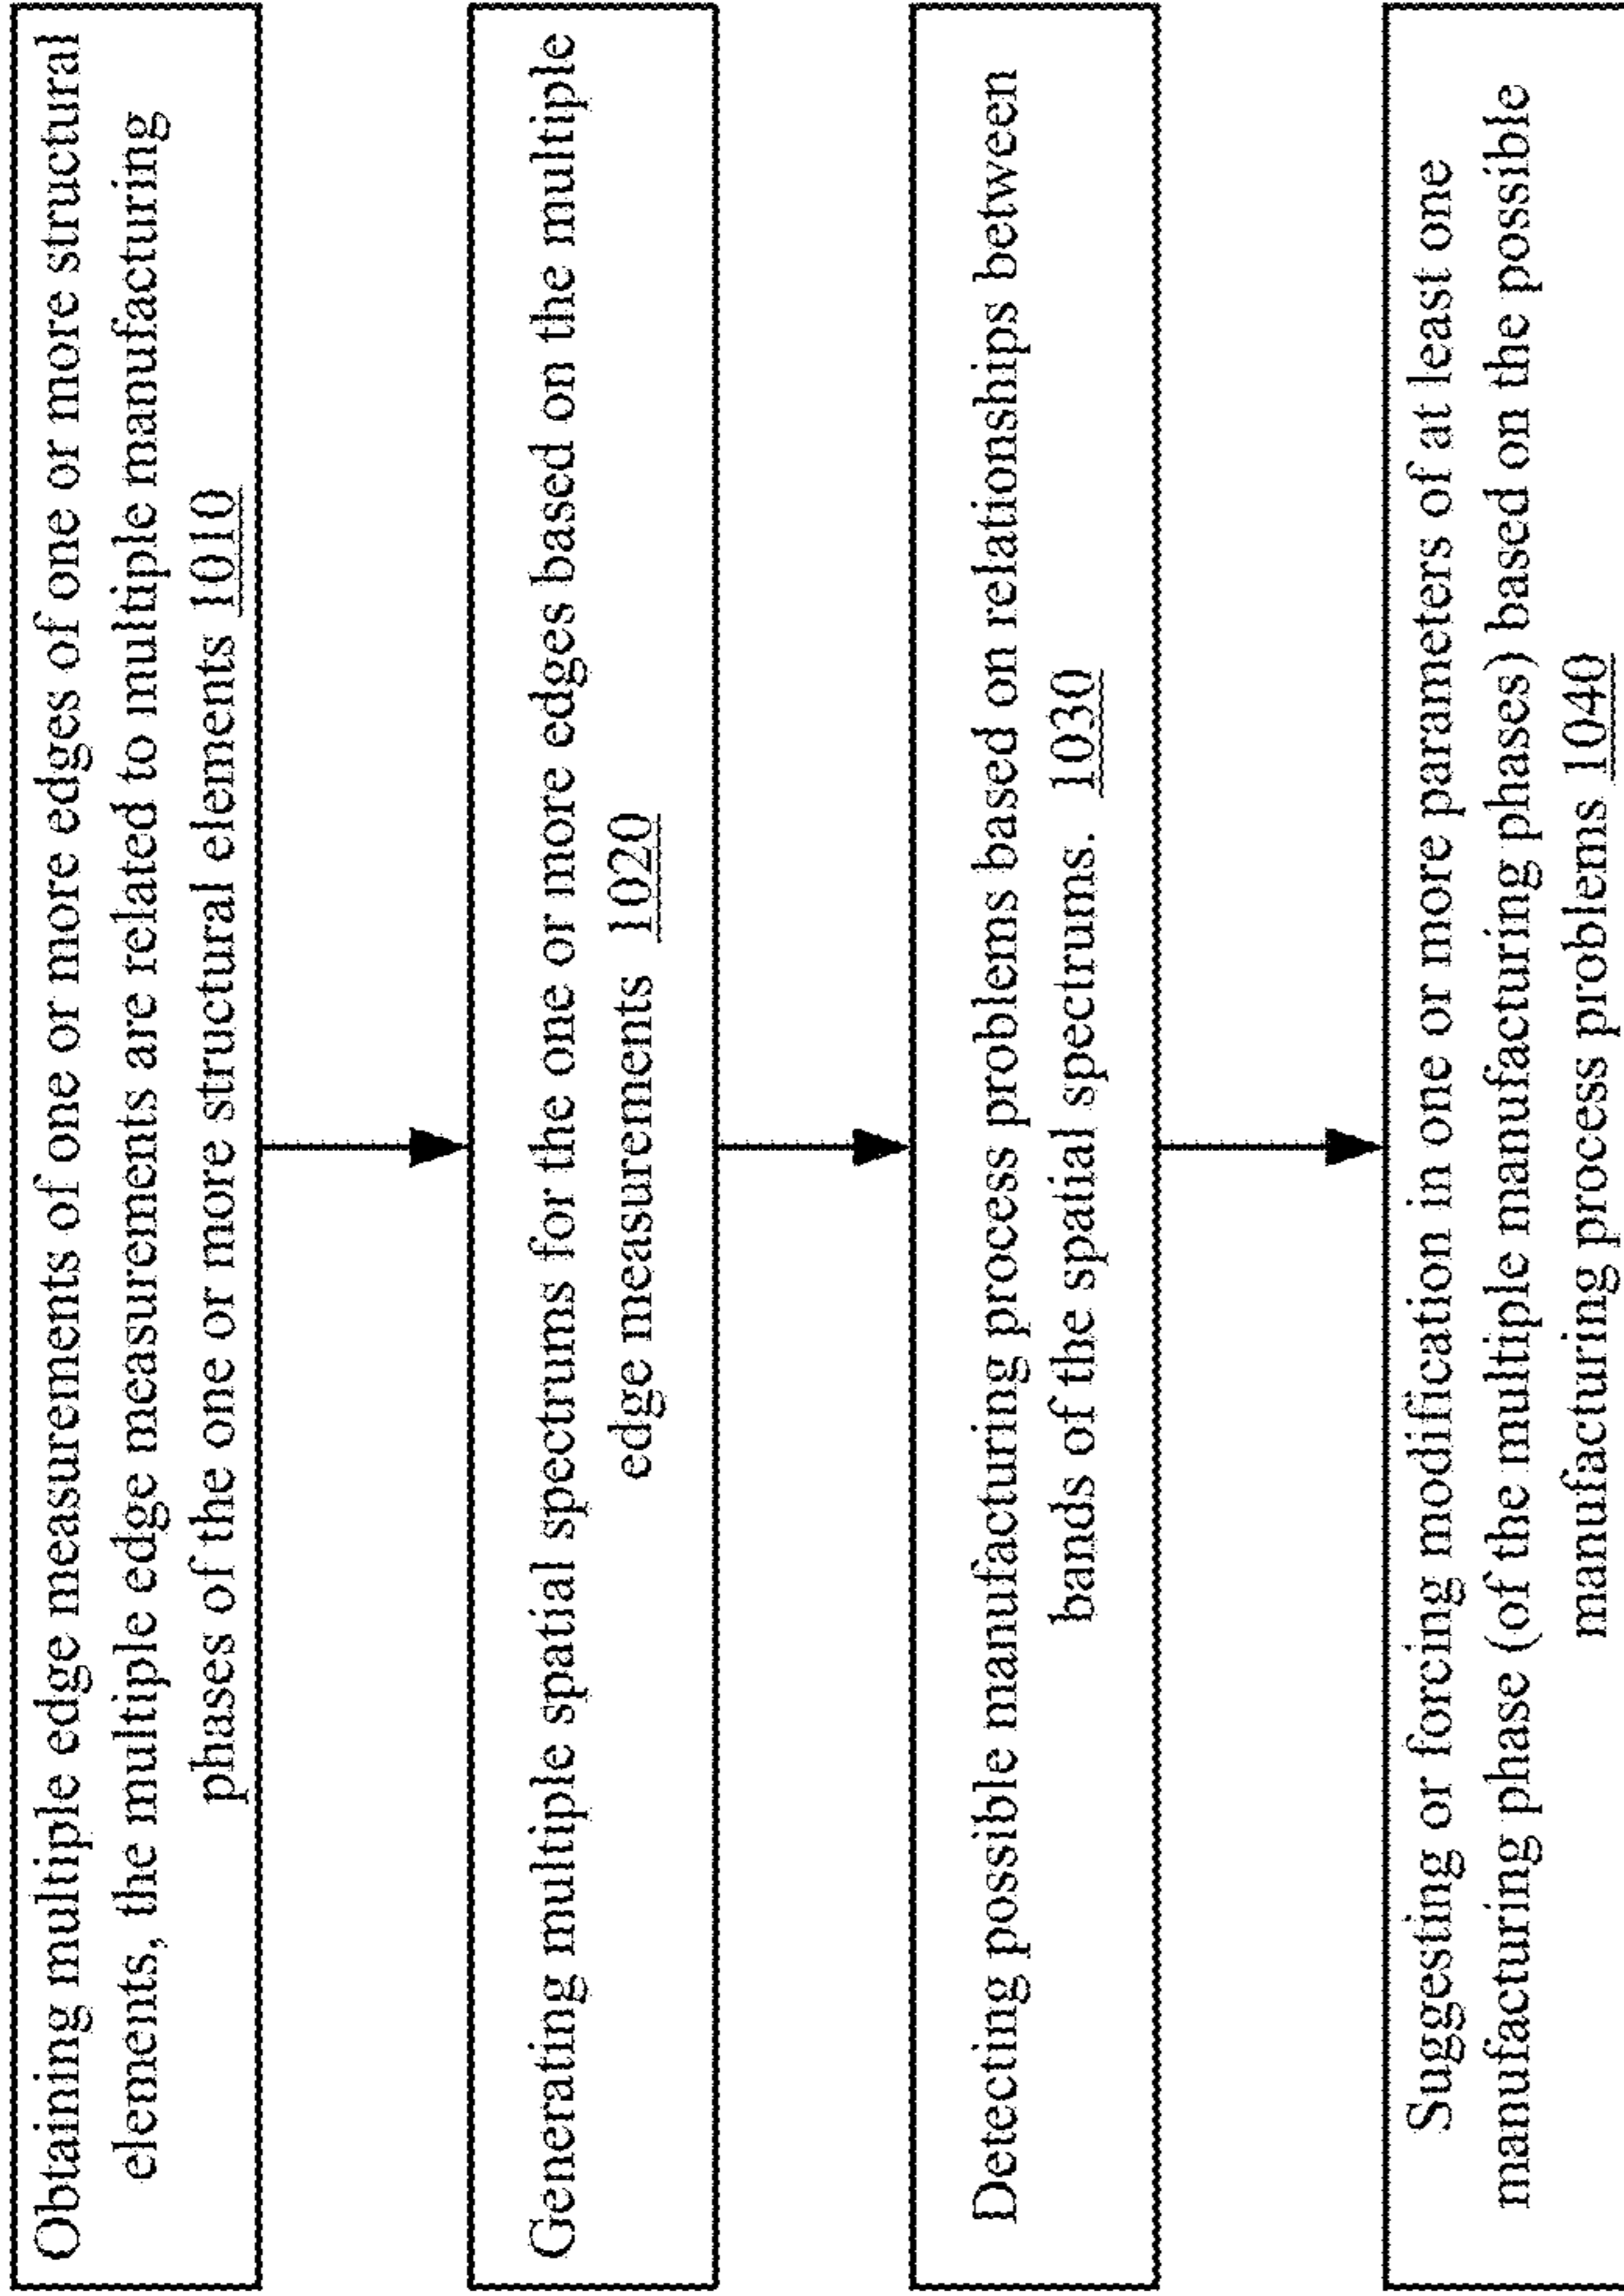 Obtaining multiple edge measurements of one or more edges of one or more structural
elements, the multiple edge measurements are related to multiple manufacturing
phases of the one or more structural elements 1010
Generating multiple spatial spectrums for the one or more edges based on the multiple
edge measurements 1020
Detecting possible manufacturing process problems based on relationships between
bands of the spatial spectrums. 1030
Suggesting or forcing modification in one or more parameters of at least one
manufacturing phase (of the multiple manufacturing phases) based on the possible
manufacturing process problems 1040